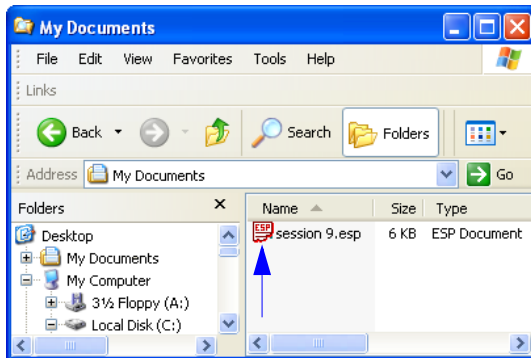 My Documents
File Edit View Favorites Tools Help
Links
Back Search Folders
Address My Documents Go
Folders Name Size Type
Desktop ESP session 9.esp 6 KB ESP Document
My Documents
My Computer
3½ Floppy (A:)
Local Disk (C:)